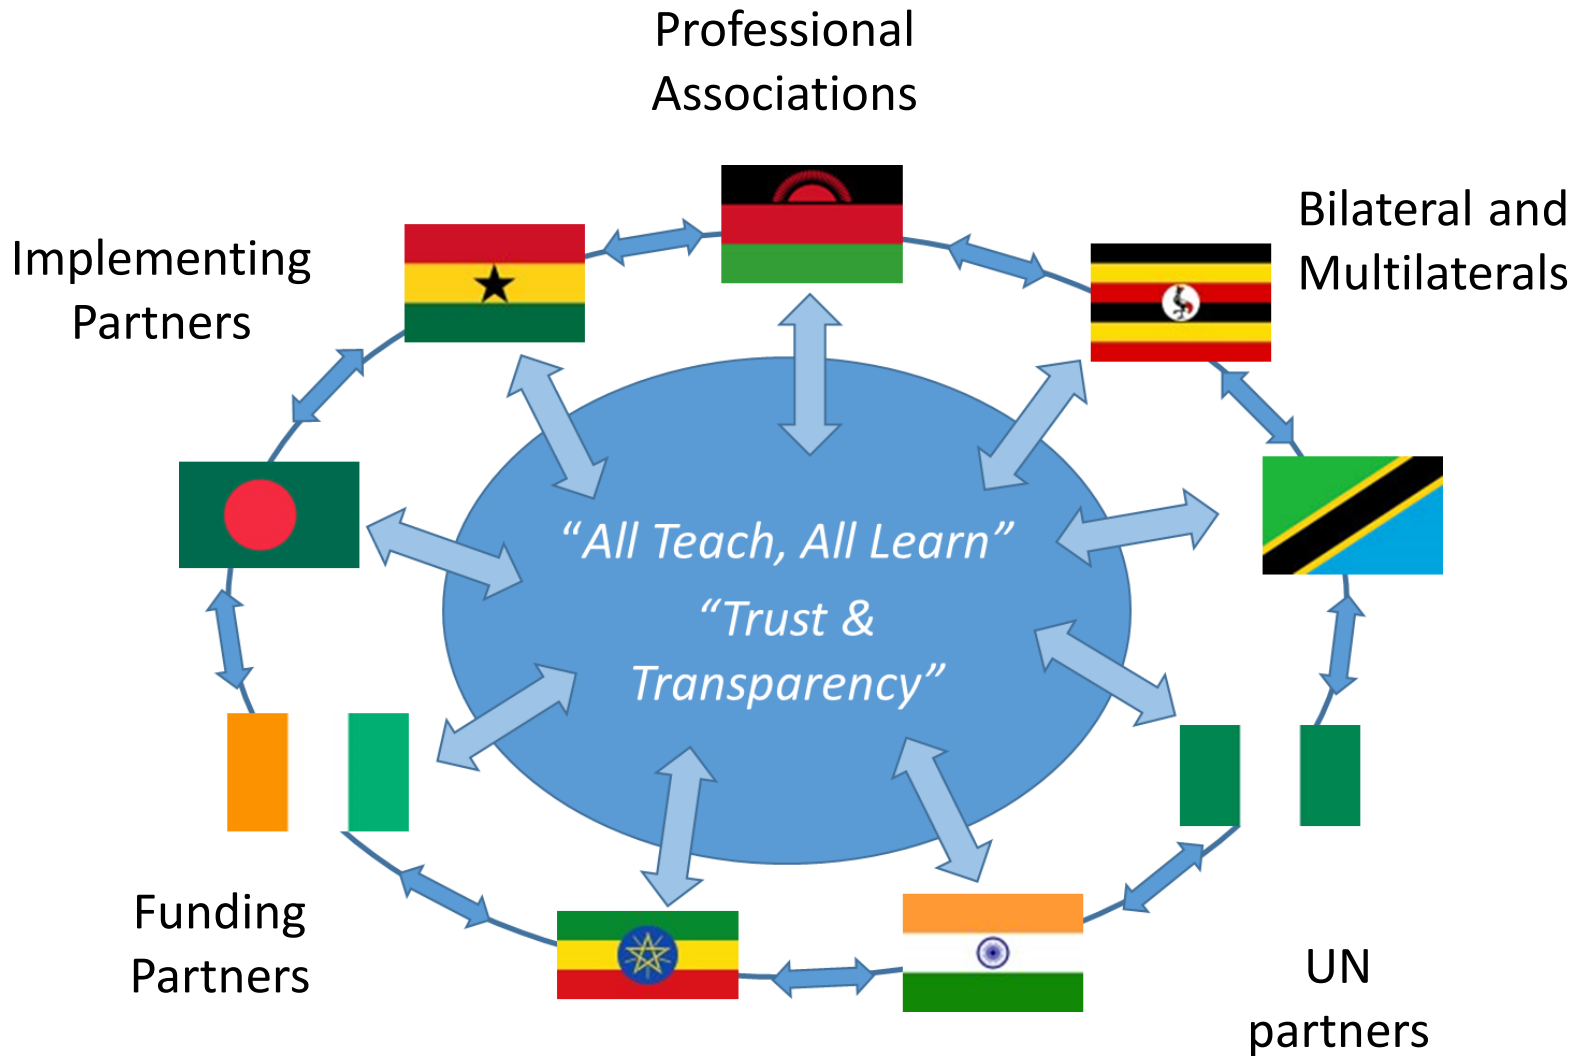 Professional
Associations
Bilateral and
Multilaterals
Implementing
Partners
“All Teach, All Learn”
“Trust &
Transparency”
Funding
Partners
UN
partners